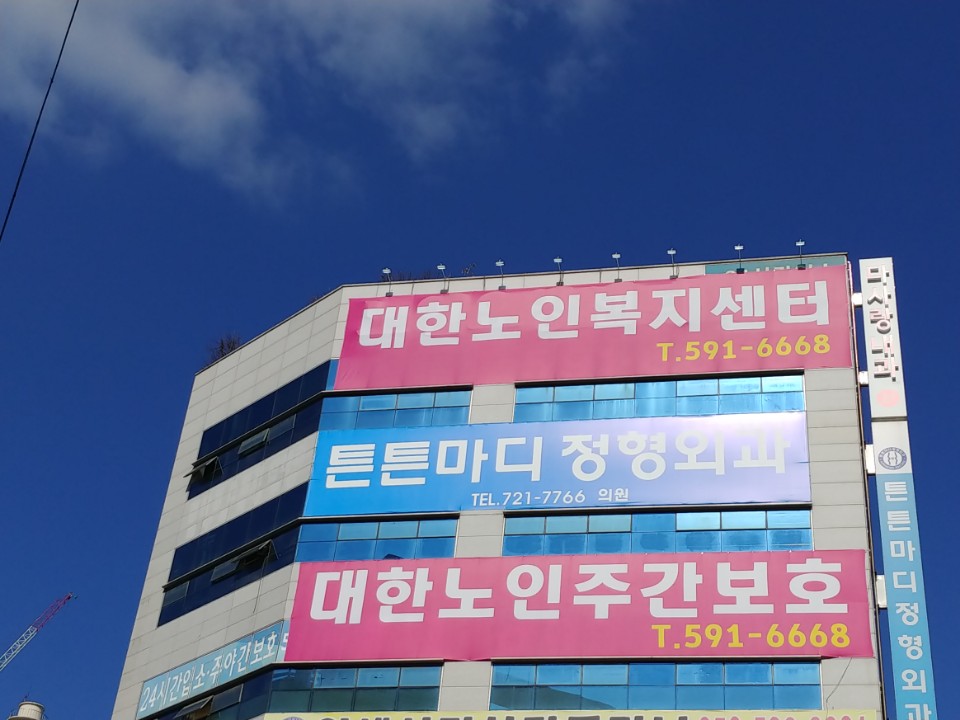 대한노인복지센터
T.591-6668
튼튼마디 정형외과
TEL.721-7766 의원
대한노인주간보호
T.591-6668
24시간입소·주야간보호
튼튼마디정형외과